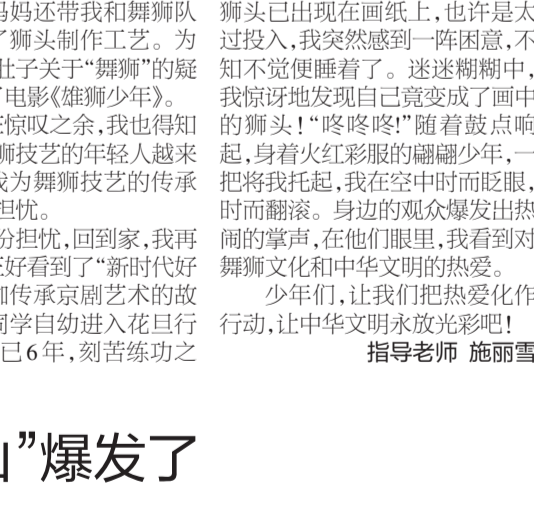 妈妈还带我和舞狮队
了狮头制作工艺。为
肚子关于“舞狮”的疑
了电影《雄狮少年》。
在惊叹之余,我也得知
狮技艺的年轻人越来
我为舞狮技艺的传承
担忧。
份担忧,回到家,我再
正好看到了“新时代好
传承京剧艺术的故
同学自幼进入花旦行
已6年,刻苦练功之
狮头已出现在画纸上,也许是太
过投入,我突然感到一阵困意,不
知不觉便睡着了。迷迷糊糊中,
我惊讶地发现自己竟变成了画中
的狮头!“咚咚咚!”随着鼓点响
起,身着火红彩服的翩翩少年,一
把将我托起,我在空中时而眨眼,
时而翻滚。身边的观众爆发出热
闹的掌声,在他们眼里,我看到对
舞狮文化和中华文明的热爱。
少年们,让我们把热爱化作
行动,让中华文明永放光彩吧!
指导老师 施丽雪
”爆发了